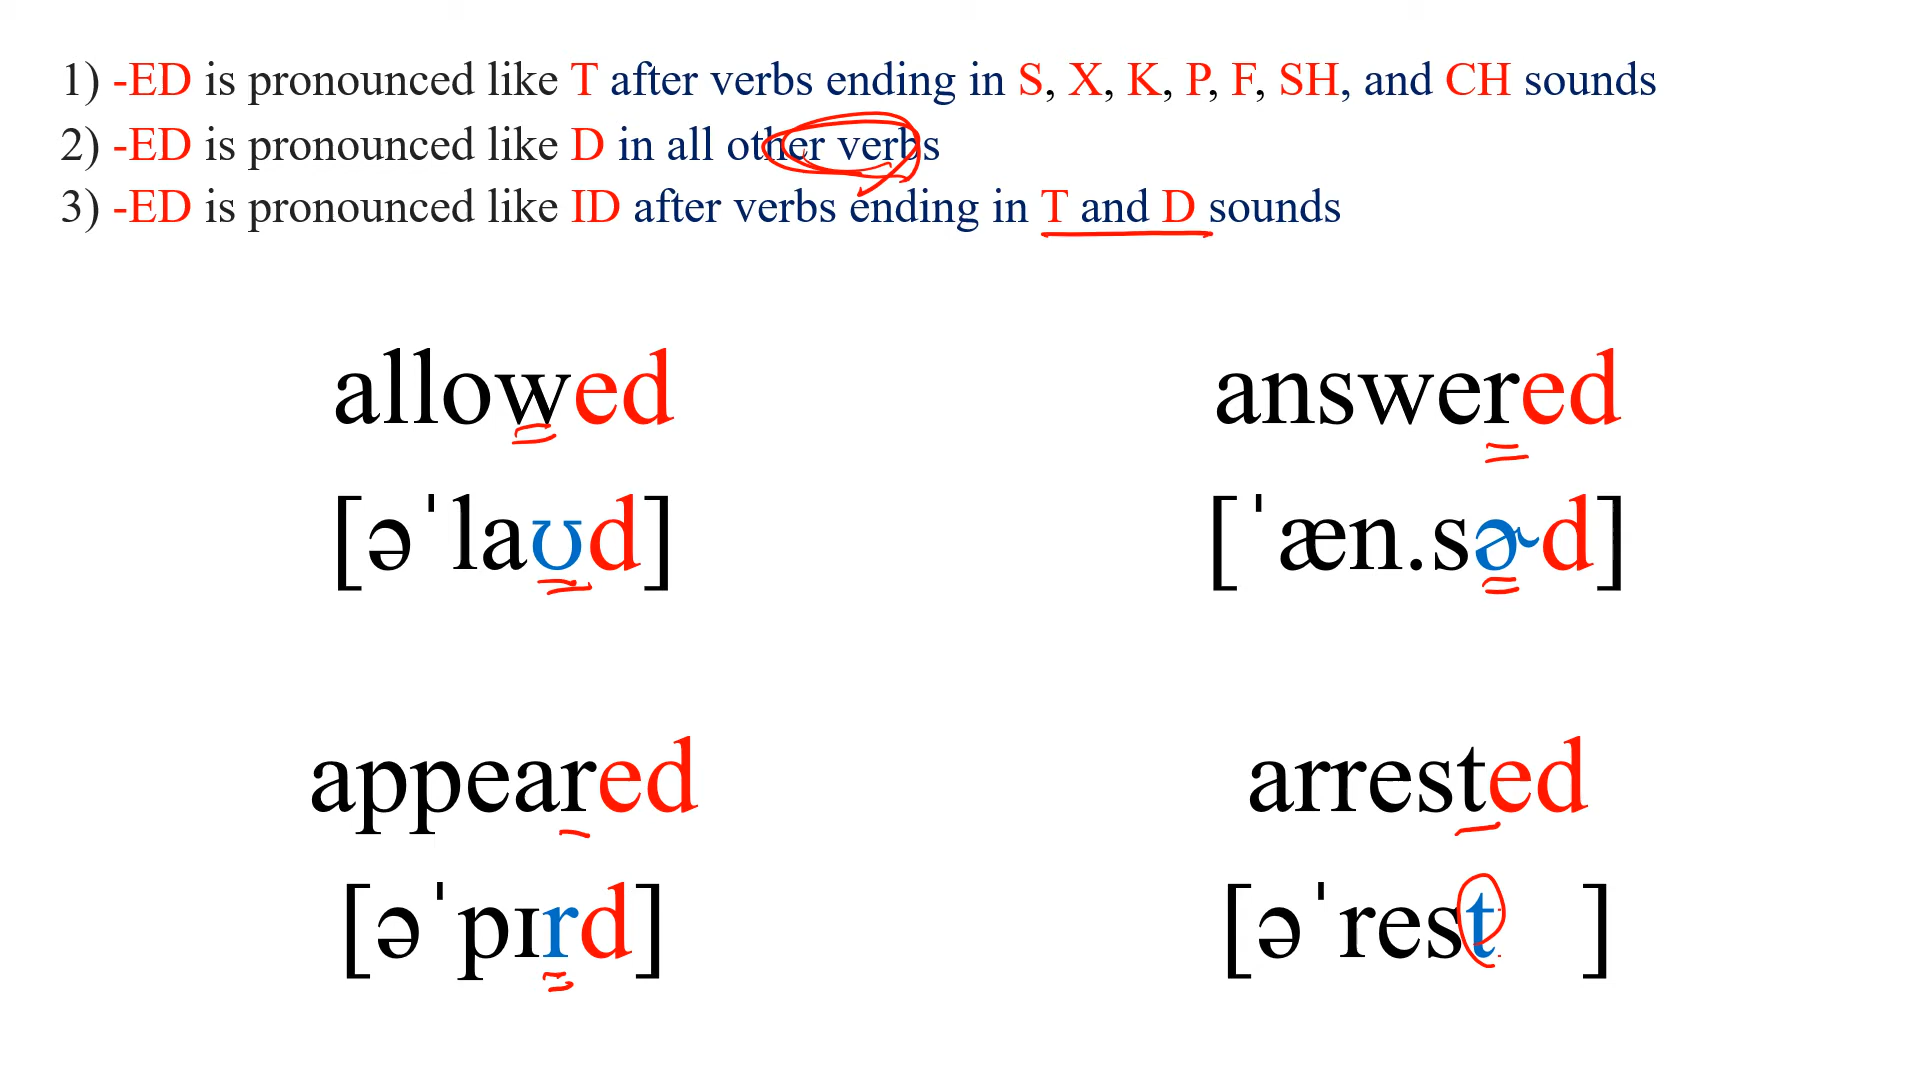 1) -ED is pronounced like T after verbs ending in S, X, K, P, F, SH, and CH sounds
2) -ED is pronounced like D in all other verbs
3) -ED is pronounced like ID after verbs ending in T and D sounds
allowed
answered
[əˈlaʊd]
[ˈæn.sɚd]
appeared
arrested
[əˈpɪrd]
[əˈrest ]